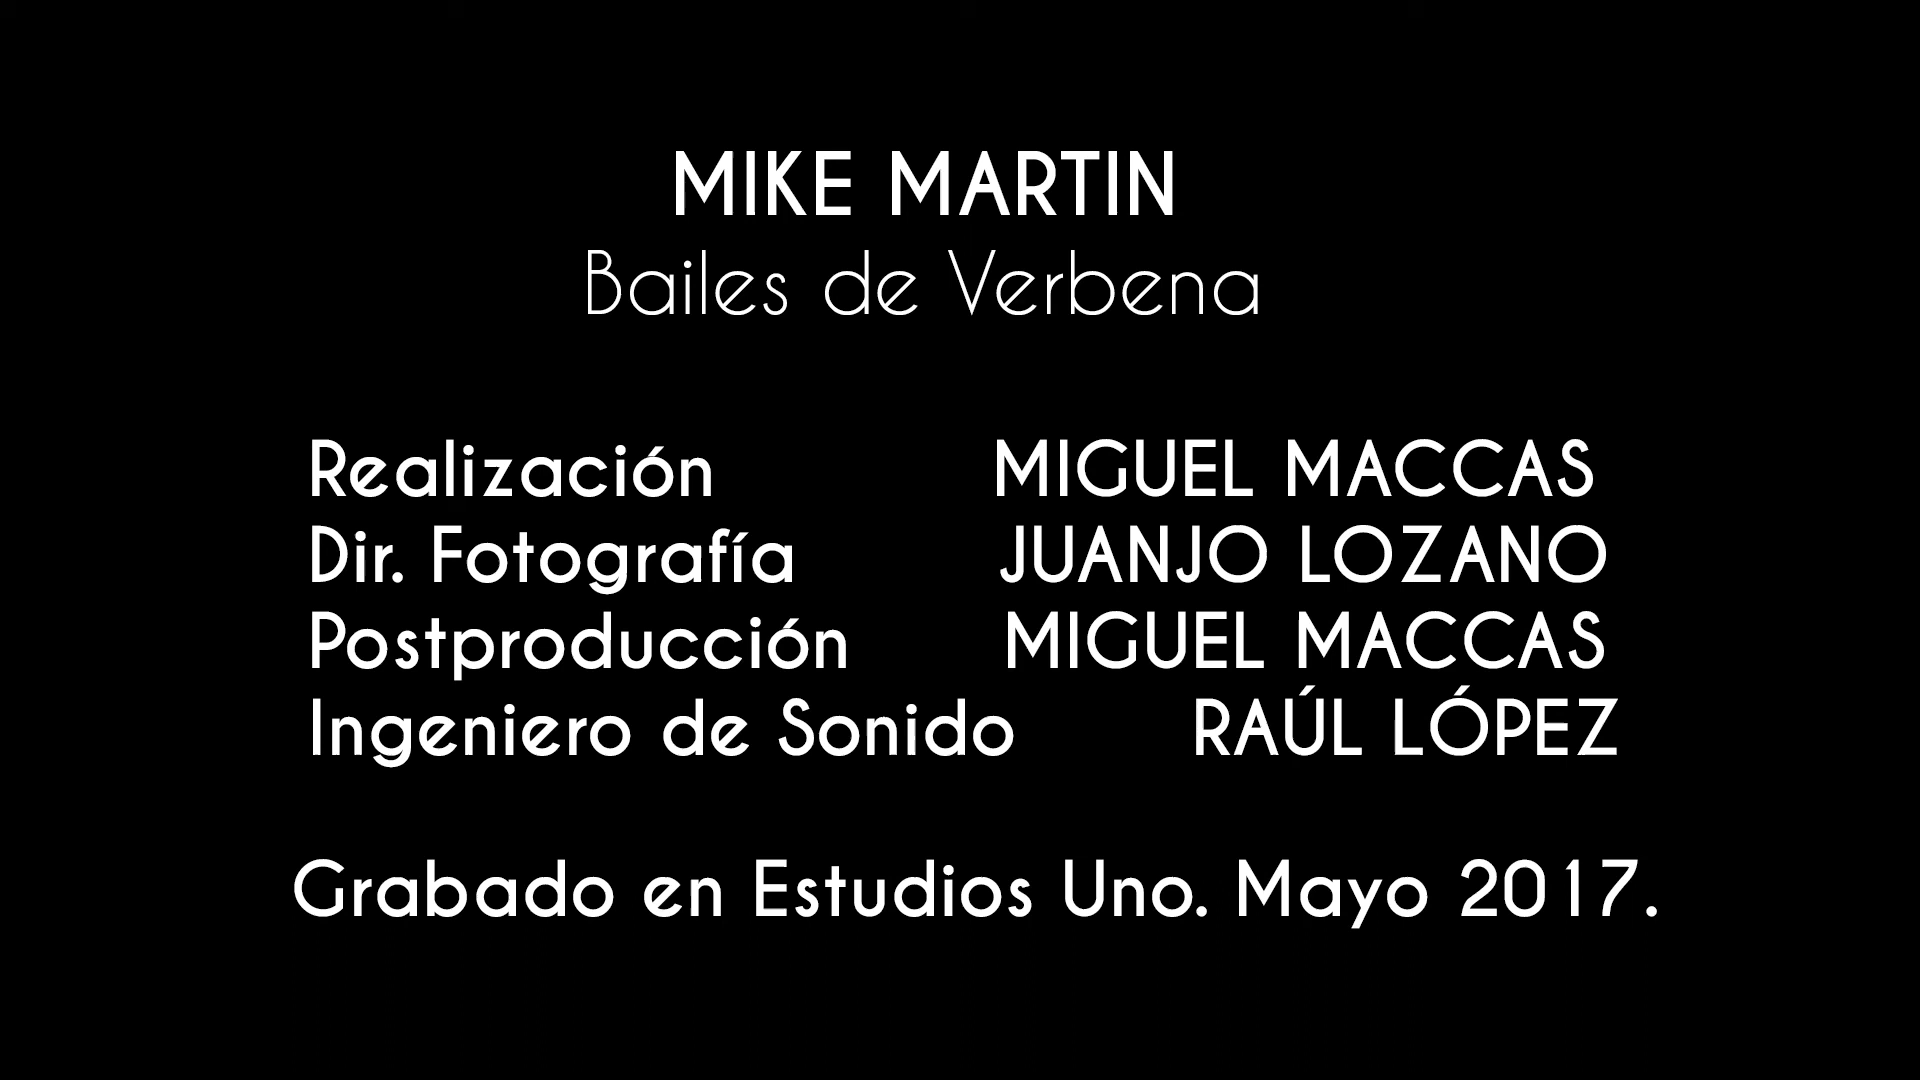 MIKE MARTIN
Bailes de Verbena
Realización MIGUEL MACCAS
Dir. Fotografía JUANJO LOZANO
Postproducción MIGUEL MACCAS
Ingeniero de Sonido RAÚL LÓPEZ
Grabado en Estudios Uno. Mayo 2017.